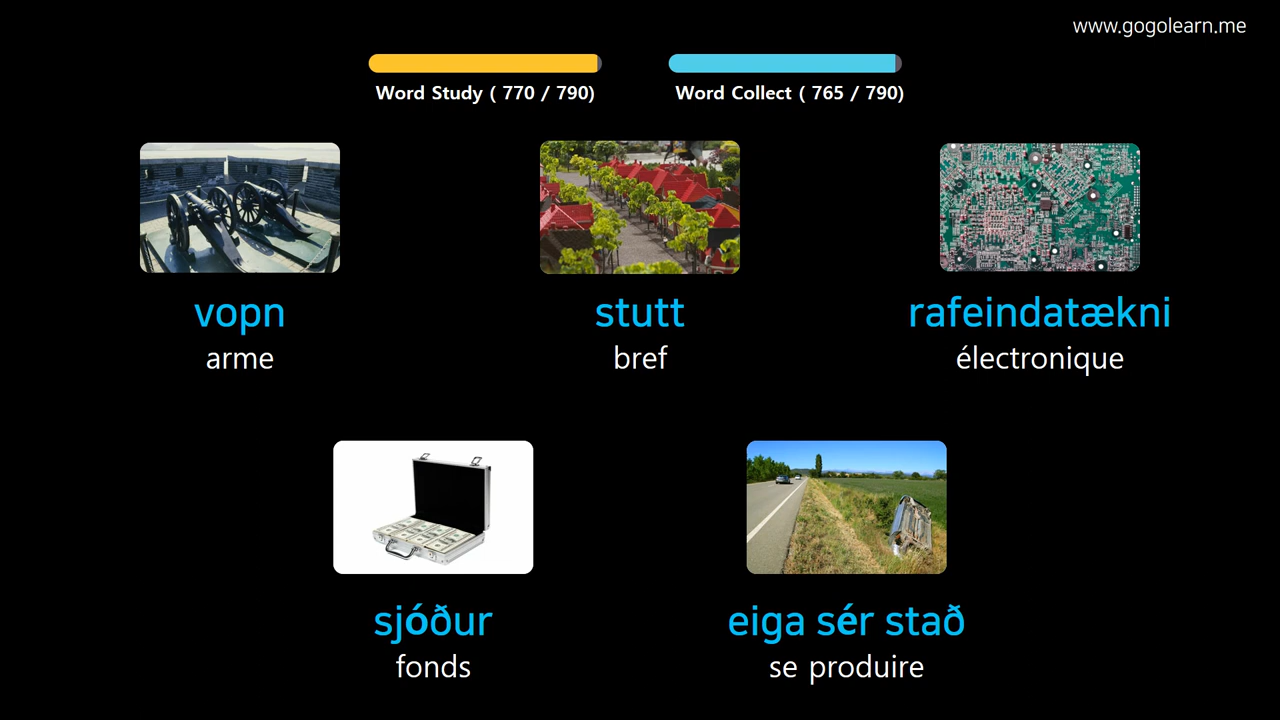 www.gogolearn.me
Word Study ( 770 / 790)
Word Collect ( 765 / 790)
vopn
arme
stutt
bref
rafeindatækni
électronique
sjóður
fonds
eiga sér stað
se produire